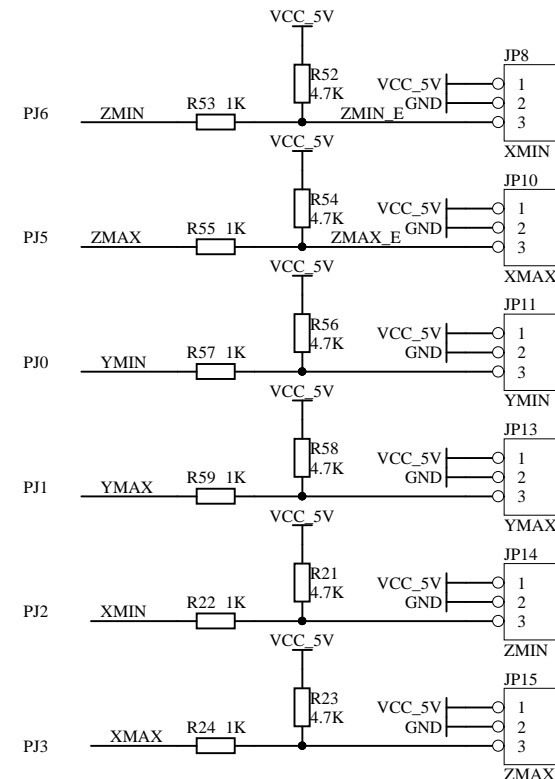 VCC_5V
JP8
R52
4.7K
VCC_5V
1
R53 1K
GND
2
PJ6
ZMIN
ZMIN_E
3
VCC_5V
XMIN
JP10
R54
4.7K
VCC_5V
1
R55 1K
GND
2
PJ5
ZMAX
ZMAX_E
3
VCC_5V
XMAX
JP11
R56
4.7K
VCC_5V
1
R57 1K
GND
2
PJ0
YMIN
3
VCC_5V
YMIN
JP13
R58
4.7K
VCC_5V
1
R59 1K
GND
2
PJ1
YMAX
3
VCC_5V
YMAX
JP14
R21
4.7K
VCC_5V
1
R22 1K
GND
2
PJ2
XMIN
3
VCC_5V
ZMIN
JP15
R23
4.7K
VCC_5V
1
R24 1K
GND
2
PJ3
XMAX
3
ZMAX